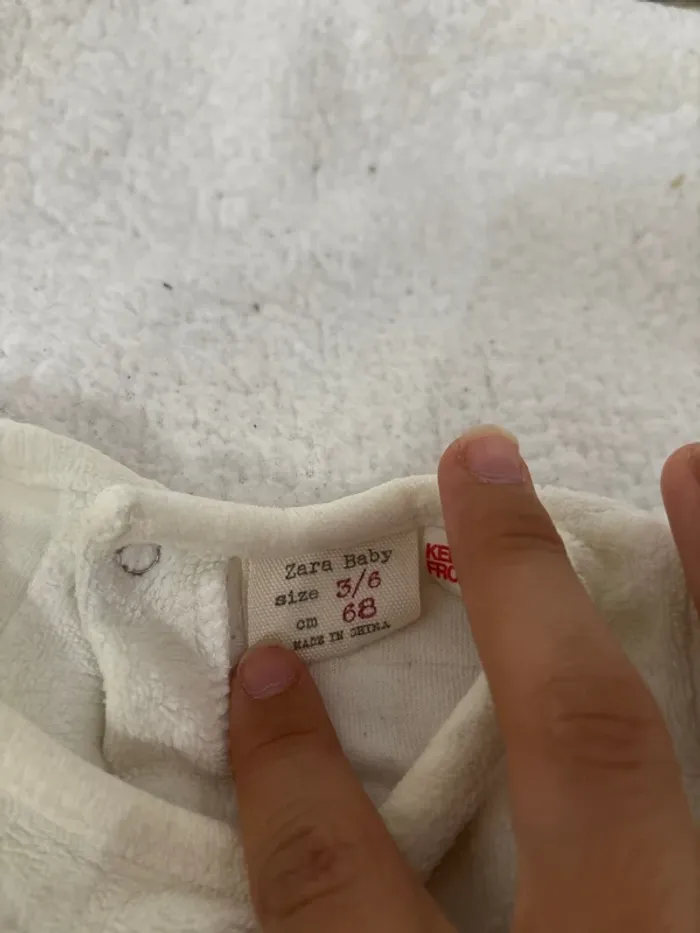 Zara Baby
size 3/6
cm 68
MADE IN CHINA